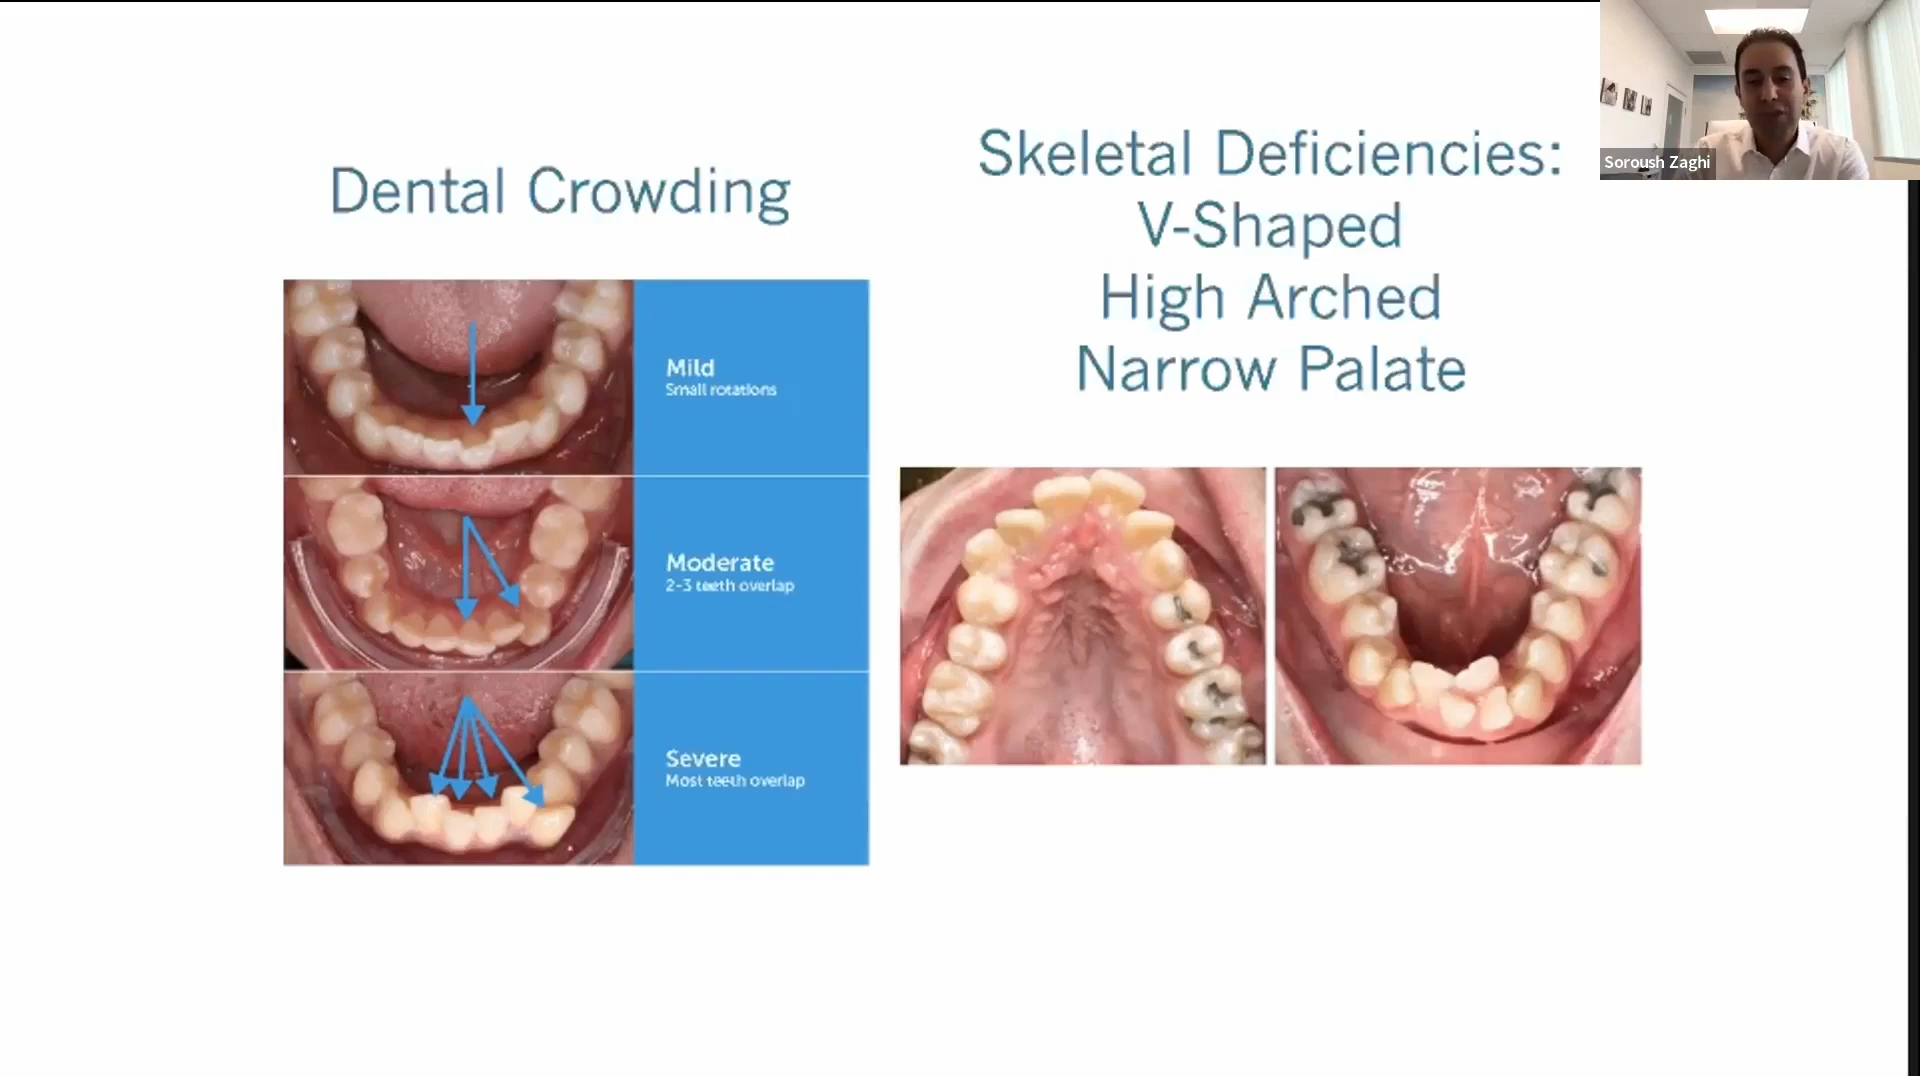 Dental Crowding
Mild
Small rotations
Moderate
2-3 teeth overlap
Severe
Most teeth overlap
Skeletal Deficiencies:
V-Shaped
High Arched
Narrow Palate
Soroush Zaghi